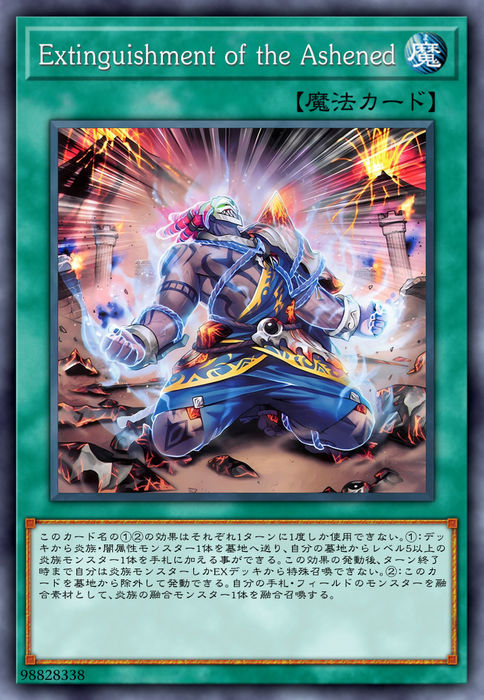 Extinguishment of the Ashened 魔
【魔法カード】
このカード名の①②の効果はそれぞれ1ターンに1度しか使用できない。①:デッ
キから炎族・闇属性モンスター1体を墓地へ送り、自分の墓地からレベル5以上の
炎族モンスター1体を手札に加える事ができる。この効果の発動後、ターン終了
時まで自分は炎族モンスターしかEXデッキから特殊召喚できない。②:このカ
ードを墓地から除外して発動できる。自分の手札・フィールドのモンスターを融
合素材として、炎族の融合モンスター1体を融合召喚する。
98828338